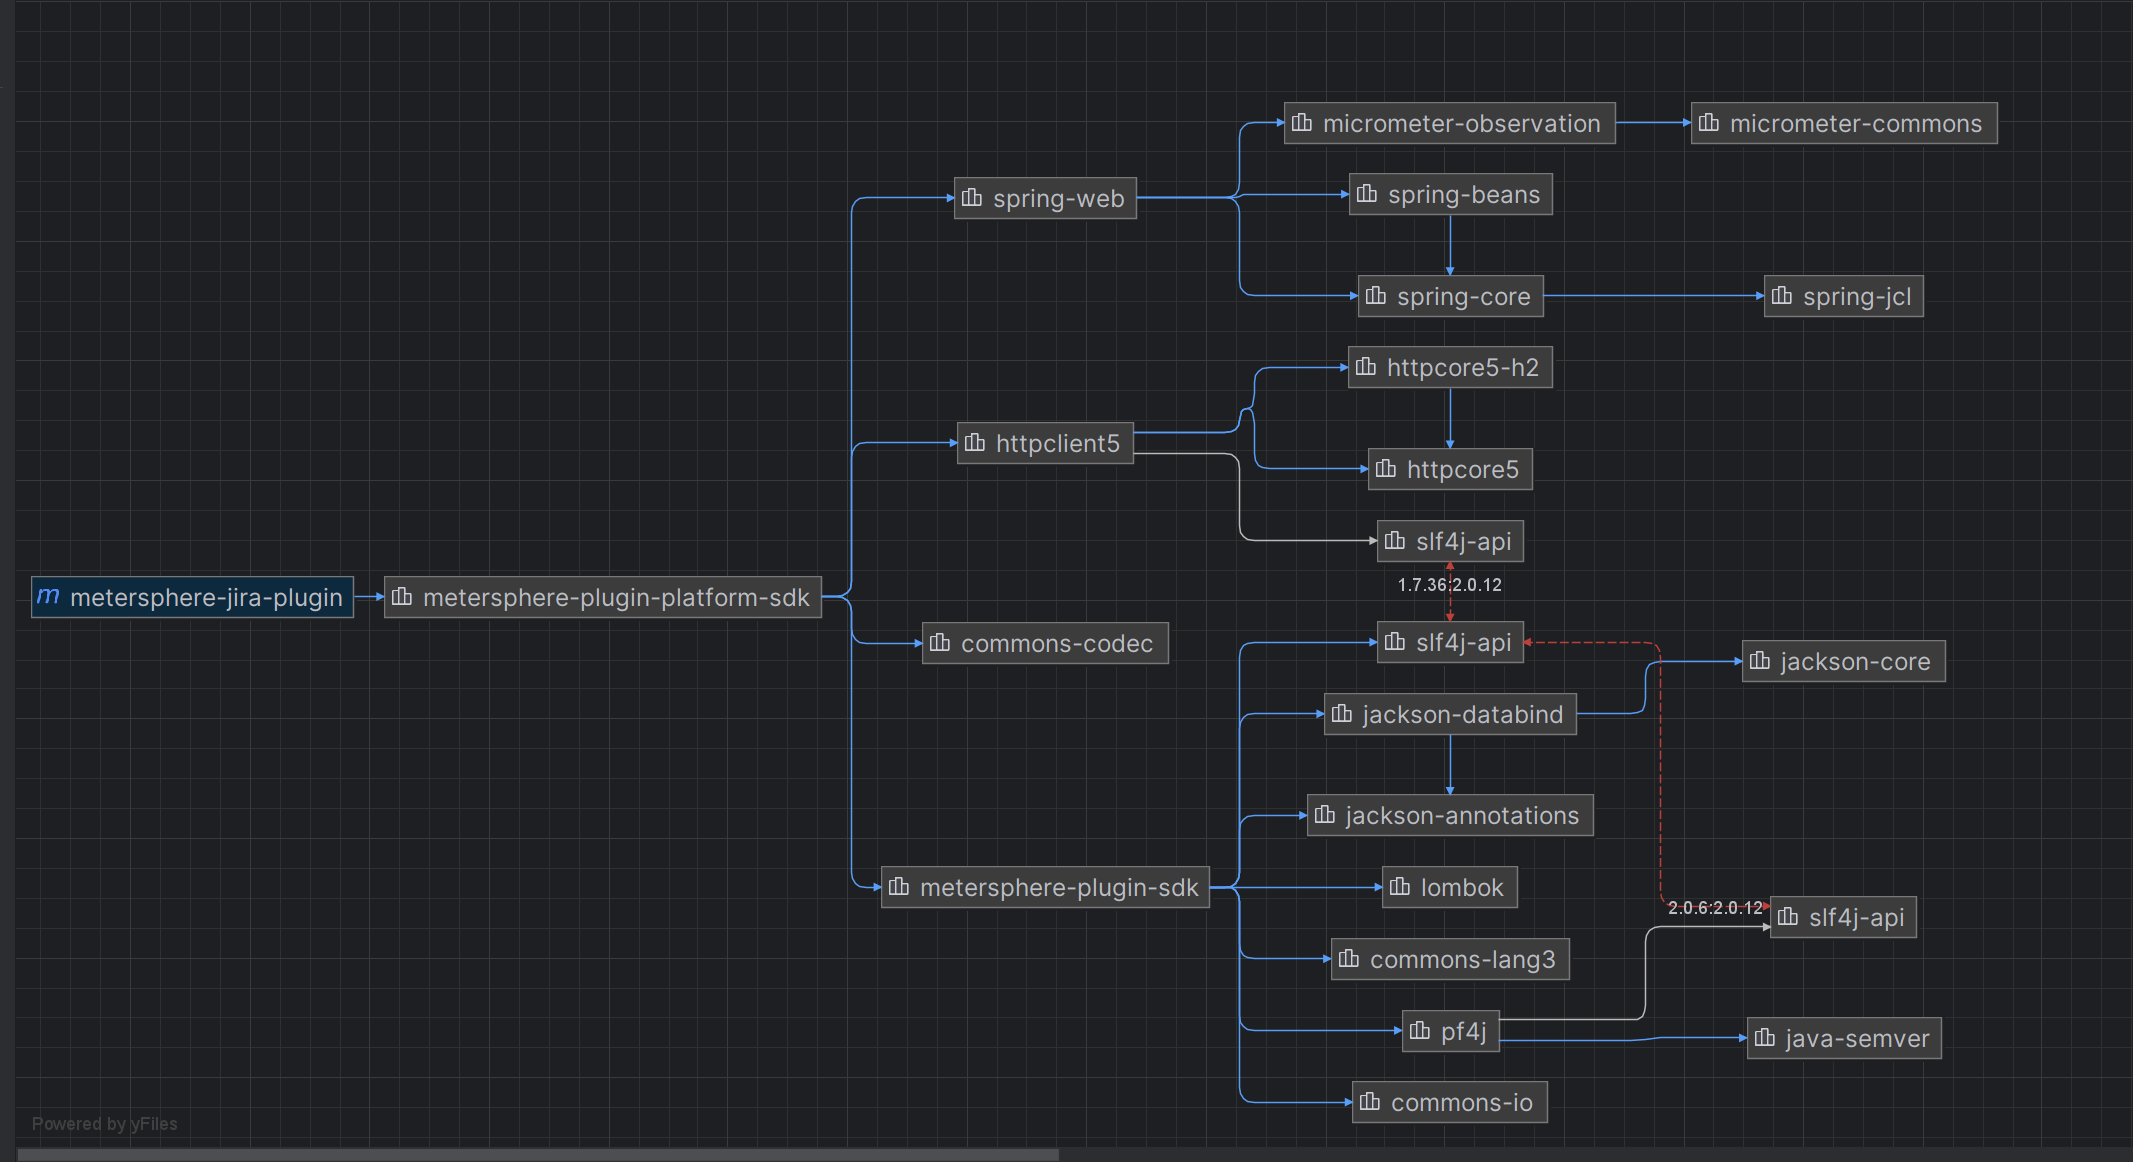 micrometer-observation
micrometer-commons
spring-web
spring-beans
spring-core
spring-jcl
httpcore5-h2
httpclient5
httpcore5
slf4j-api
1.7.36:2.0.12
m metersphere-jira-plugin
metersphere-plugin-platform-sdk
commons-codec
slf4j-api
jackson-core
jackson-databind
jackson-annotations
metersphere-plugin-sdk
lombok
2.0.6:2.0.12
slf4j-api
commons-lang3
pf4j
java-semver
commons-io
Powered by yFiles